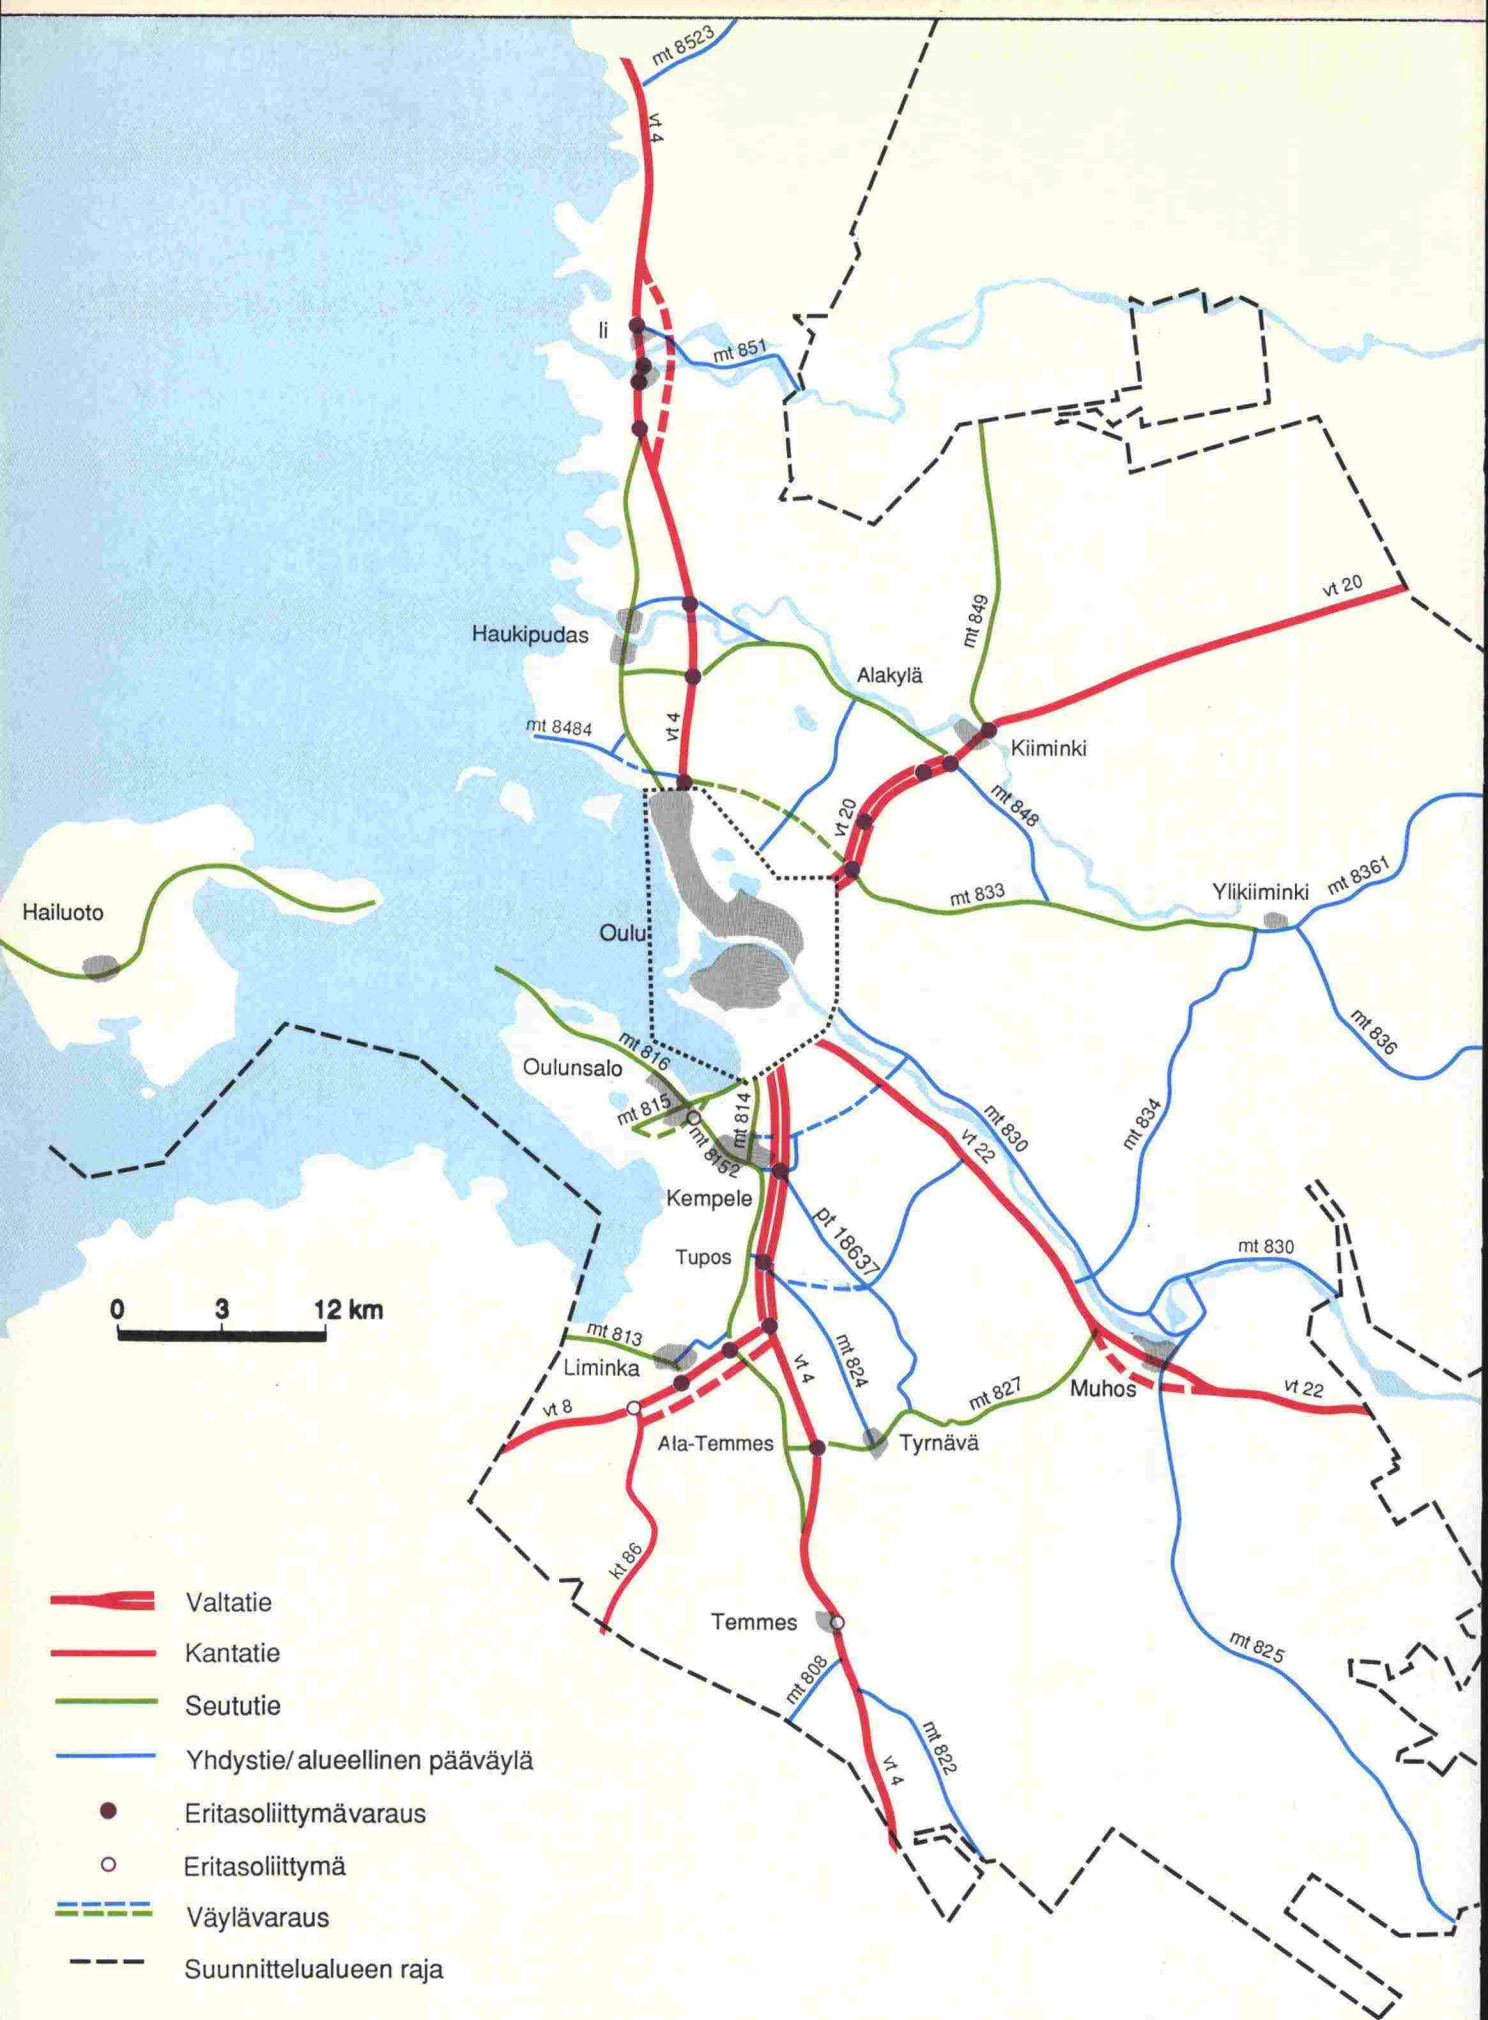 mt 8523
vt 4
Ii
mt 851
vt 20
mt 849
Haukipudas
Alakylä
mt 8484
vt 4
Kiiminki
vt 20
mt 848
mt 833
Ylikiiminki
mt 8361
Hailuoto
Oulu
mt 836
mt 816
Oulunsalo
mt 815
mt 814
mt 8152
mt 830
vt 22
mt 834
Kempele
pt 18637
Tupos
mt 830
0 3 12 km
mt 813
Liminka
vt 4
mt 824
mt 827
Muhos
vt 22
vt 8
Ala-Temmes
Tyrnävä
kt 86
Valtatie
Temmes
Kantatie
mt 808
mt 825
Seututie
mt 822
vt 4
Yhdystie/alueellinen pääväylä
Eritasoliittymävaraus
Eritasoliittymä
Väylävaraus
Suunnittelualueen raja